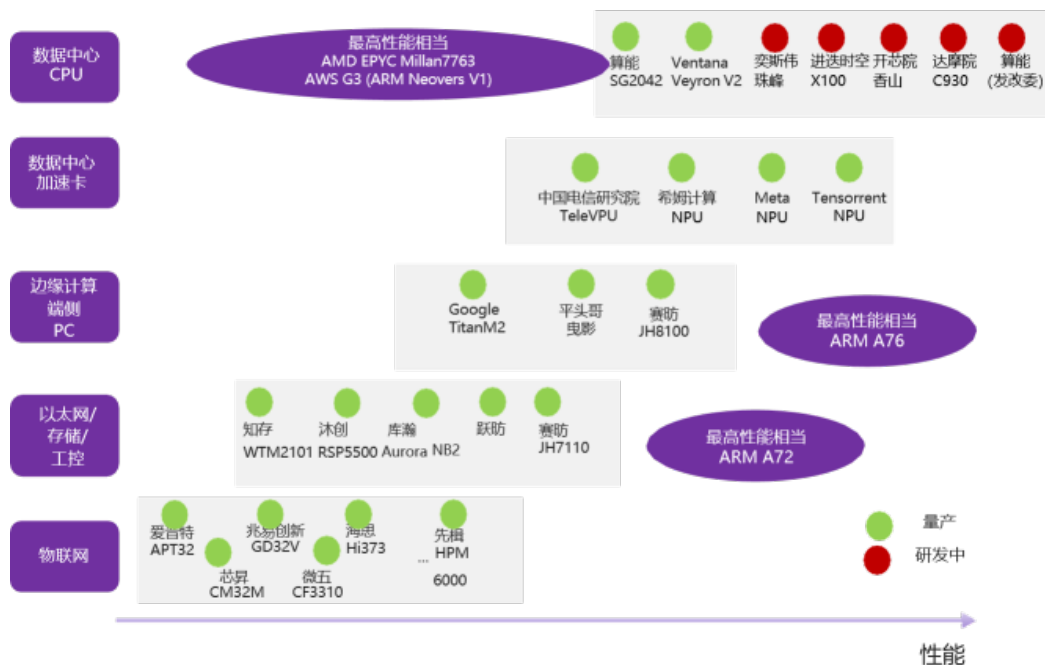 数据中心
CPU
最高性能相当
AMD EPYC Millan7763
AWS G3 (ARM Neovers V1)
算能
SG2042
Ventana
Veyron V2
奕斯伟
珠峰
进迭时空
X100
开芯院
香山
达摩院
C930
算能
(发改委)
数据中心
加速卡
中国电信研究院
TeleVPU
希姆计算
NPU
Meta
NPU
Tensorrent
NPU
边缘计算
端侧
PC
Google
TitanM2
平头哥
曳影
赛昉
JH8100
最高性能相当
ARM A76
以太网/
存储/
工控
知存
WTM2101
沐创
RSP5500
库瀚
Aurora NB2
跃昉
赛昉
JH7110
最高性能相当
ARM A72
物联网
爱普特
APT32
芯昇
CM32M
兆易创新
GD32V
微五
CF3310
海思
Hi373
...
先楫
HPM
6000
量产
研发中
性能